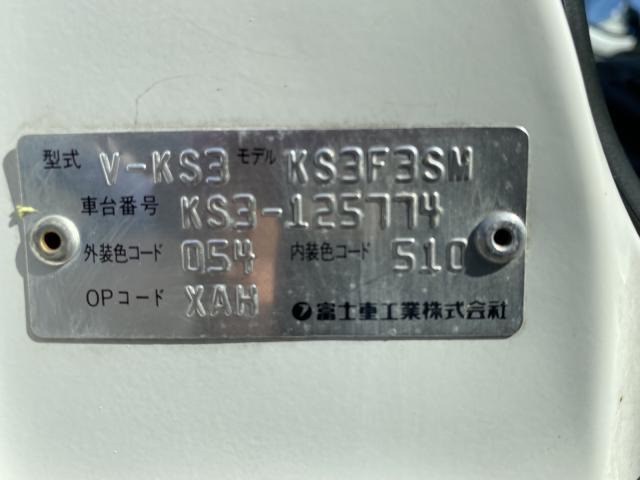 型式 V-KS3 モデル KS3F3SM
車台番号 KS3-125774
外装色コード 054 内装色コード 510
OPコード XAH 富士重工業株式会社